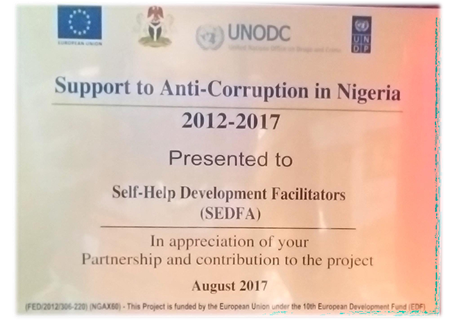 EUROPEAN UNION
UNODC
United Nations Office on Drugs and Crime
UN
DP
Support to Anti-Corruption in Nigeria
2012-2017
Presented to
Self-Help Development Facilitators
(SEDFA)
In appreciation of your
Partnership and contribution to the project
August 2017
(FED/2012/306-220) (NGAX60) - This Project is funded by the European Union under the 10th European Development Fund (EDF)